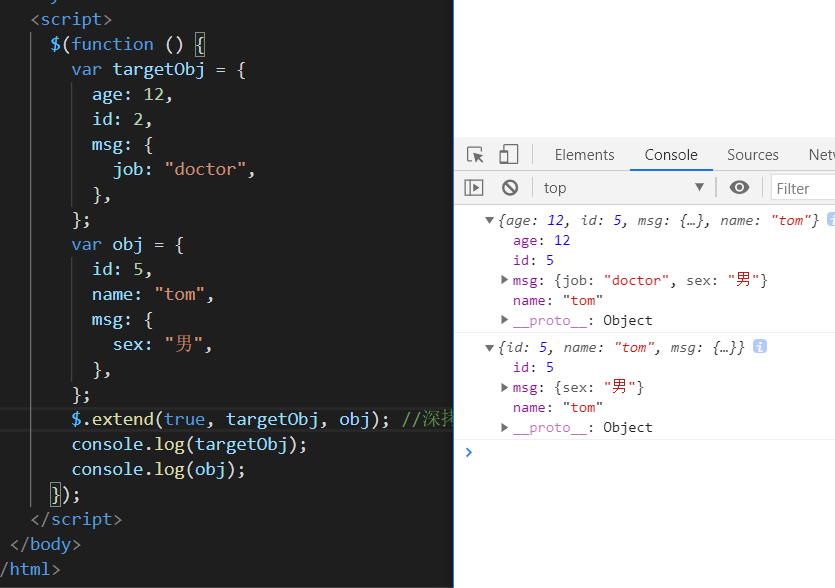 <script>
$(function () {
var targetObj = {
age: 12,
id: 2,
msg: {
job: "doctor",
},
};
var obj = {
id: 5,
name: "tom",
msg: {
sex: "男",
},
};
$.extend(true, targetObj, obj); //深拷
console.log(targetObj);
console.log(obj);
});
</script>
</body>
/html>
Elements Console Sources Net
top Filter
{age: 12, id: 5, msg: {…}, name: "tom"}
age: 12
id: 5
msg: {job: "doctor", sex: "男"}
name: "tom"
__proto__: Object
{id: 5, name: "tom", msg: {…}}
id: 5
msg: {sex: "男"}
name: "tom"
__proto__: Object